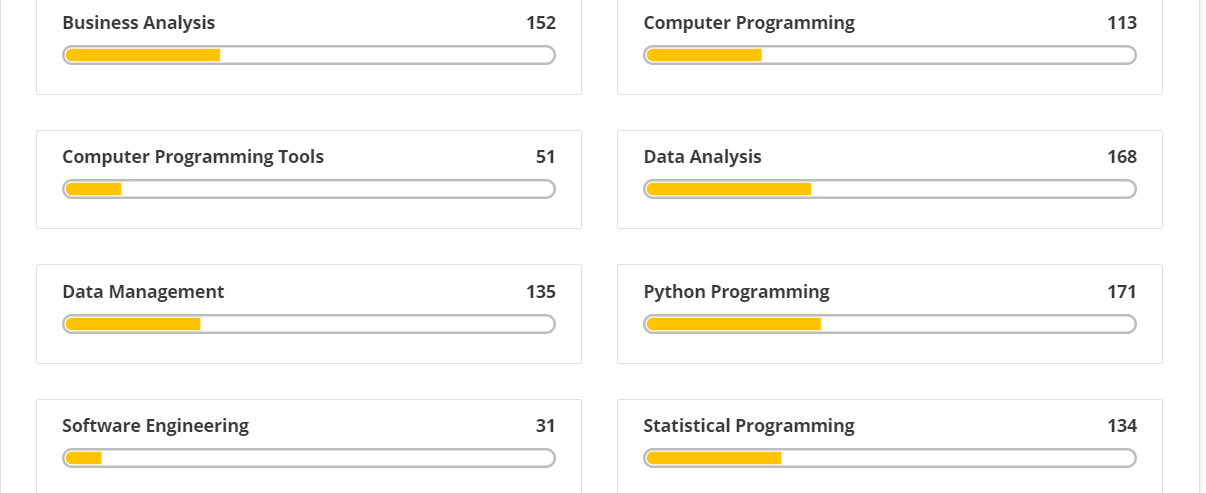 Business Analysis 152
Computer Programming 113
Computer Programming Tools 51
Data Analysis 168
Data Management 135
Python Programming 171
Software Engineering 31
Statistical Programming 134